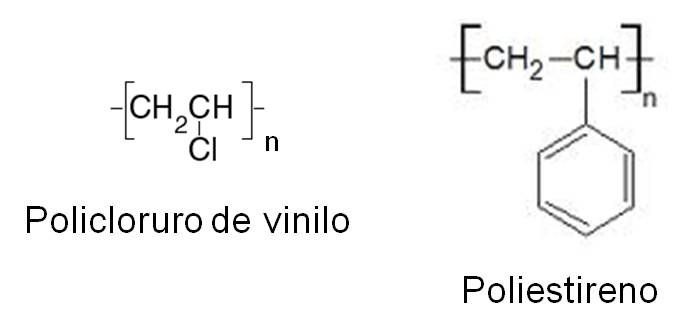 CH2CH
Cl
n
Policloruro de vinilo
CH2—CH
n
Poliestireno